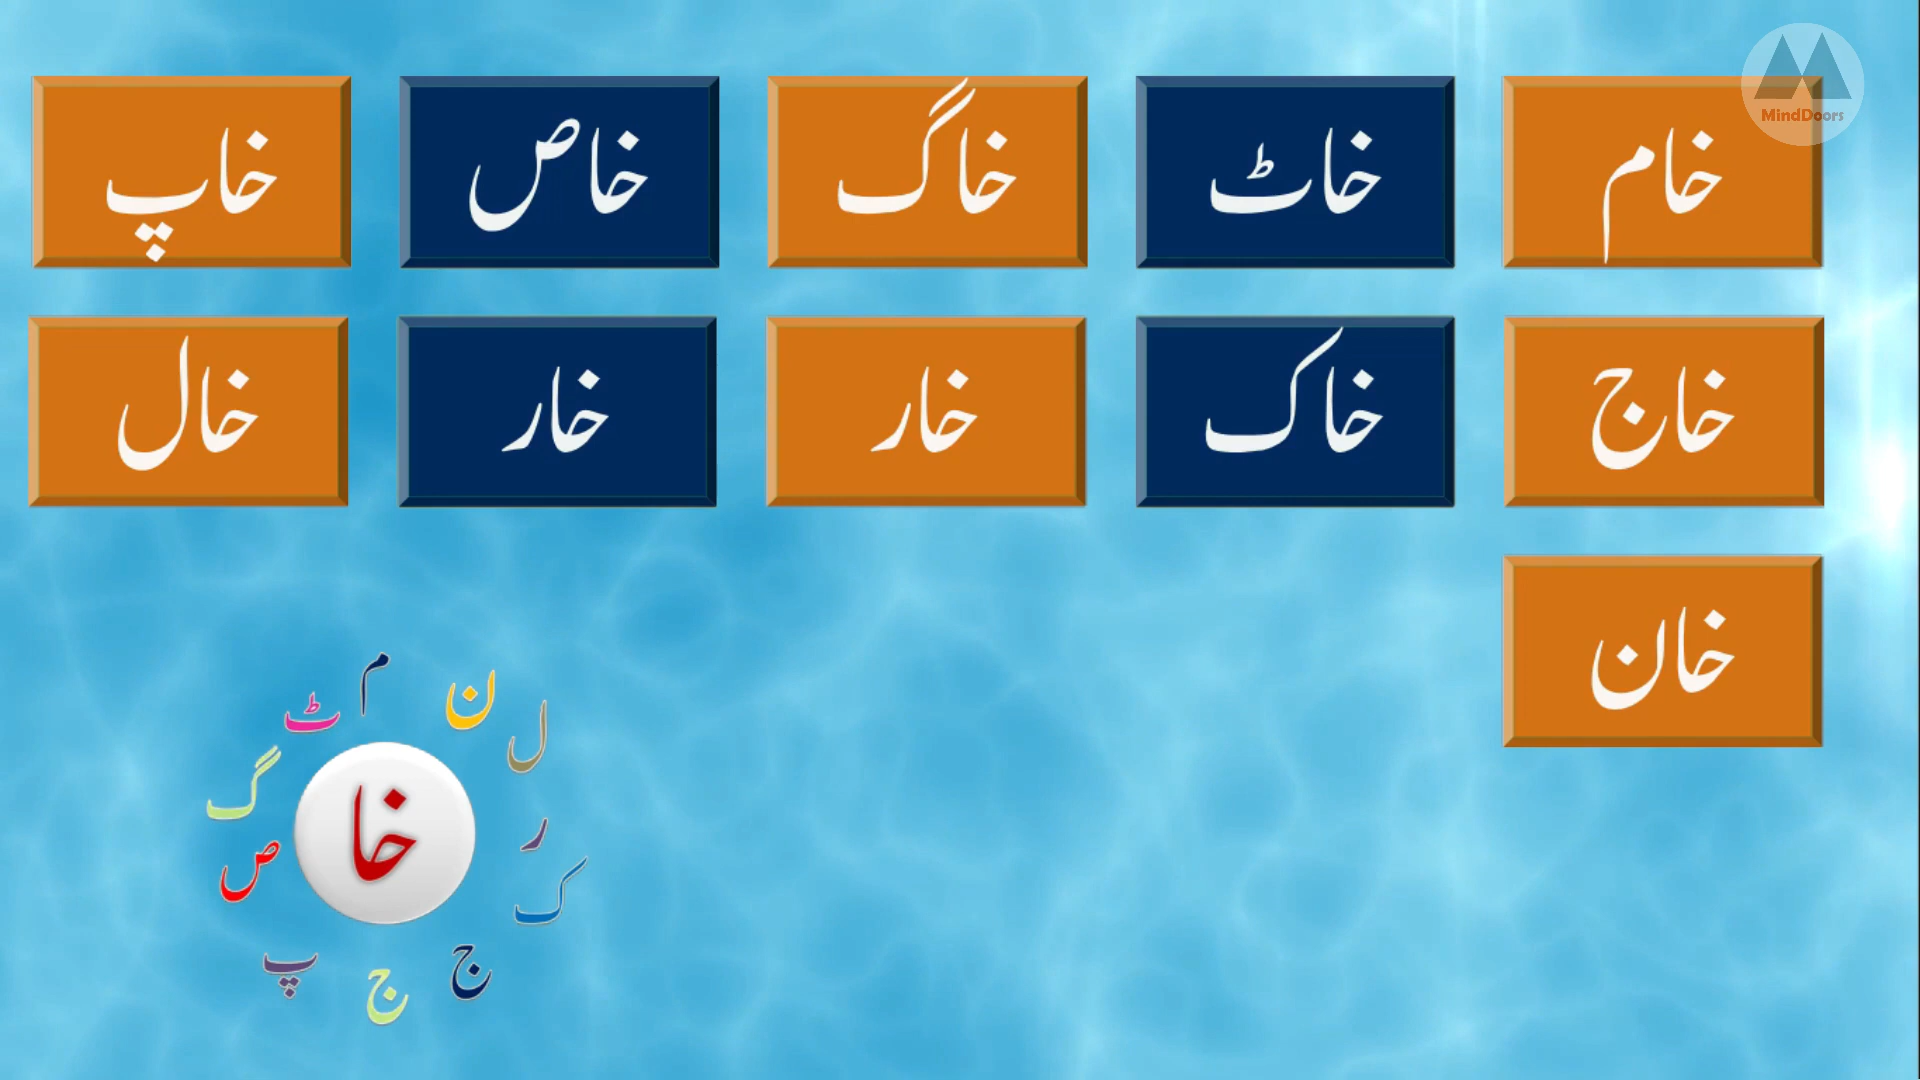 MindDoors
خام خاٹ خاگ خاص خاپ
خاج خاک خار خار خال
خان
م
ن
ٹ
ل
گ
خا
ر
ص
ک
پ
ج
ج